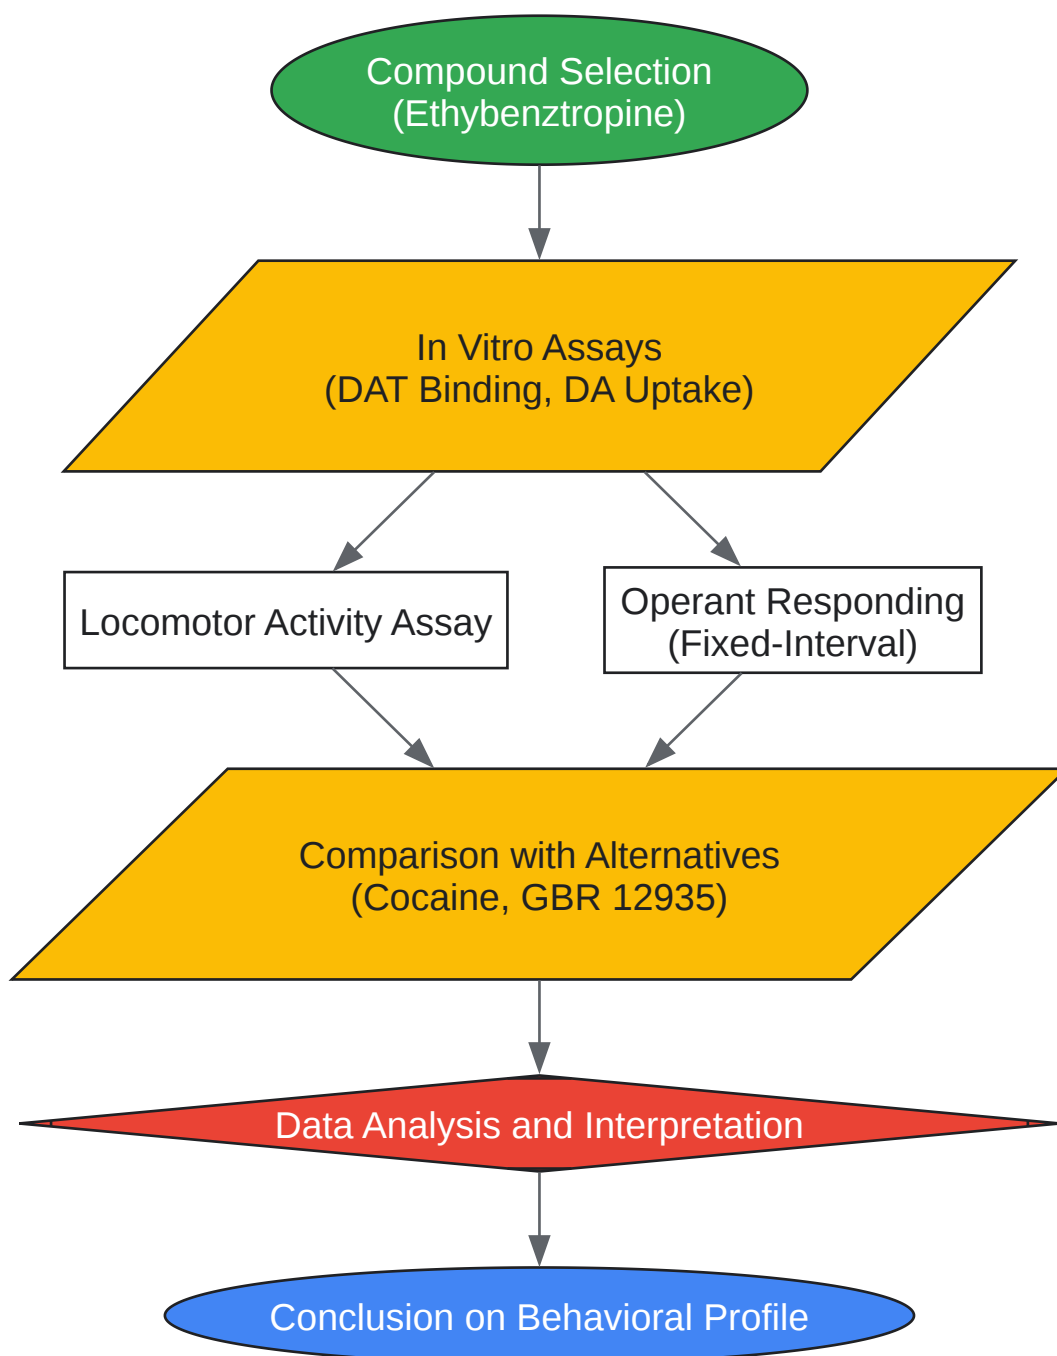 Compound Selection
(Ethybenztropine)
In Vitro Assays
(DAT Binding, DA Uptake)
Locomotor Activity Assay
Operant Responding
(Fixed-Interval)
Comparison with Alternatives
(Cocaine, GBR 12935)
Data Analysis and Interpretation
Conclusion on Behavioral Profile